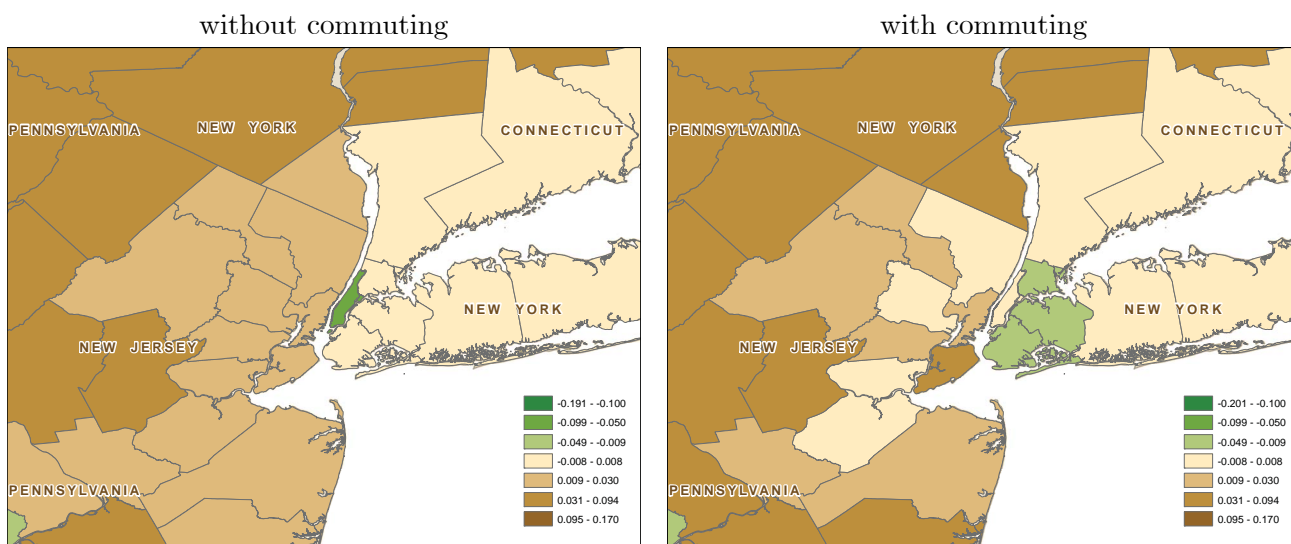 without commuting
PENNSYLVANIA
NEW YORK
CONNECTICUT
NEW YORK
NEW JERSEY
PENNSYLVANIA
-0.191 - -0.100
-0.099 - -0.050
-0.049 - -0.009
-0.008 - 0.008
0.009 - 0.030
0.031 - 0.094
0.095 - 0.170
with commuting
PENNSYLVANIA
NEW YORK
CONNECTICUT
NEW YORK
NEW JERSEY
PENNSYLVANIA
-0.201 - -0.100
-0.099 - -0.050
-0.049 - -0.009
-0.008 - 0.008
0.009 - 0.030
0.031 - 0.094
0.095 - 0.170